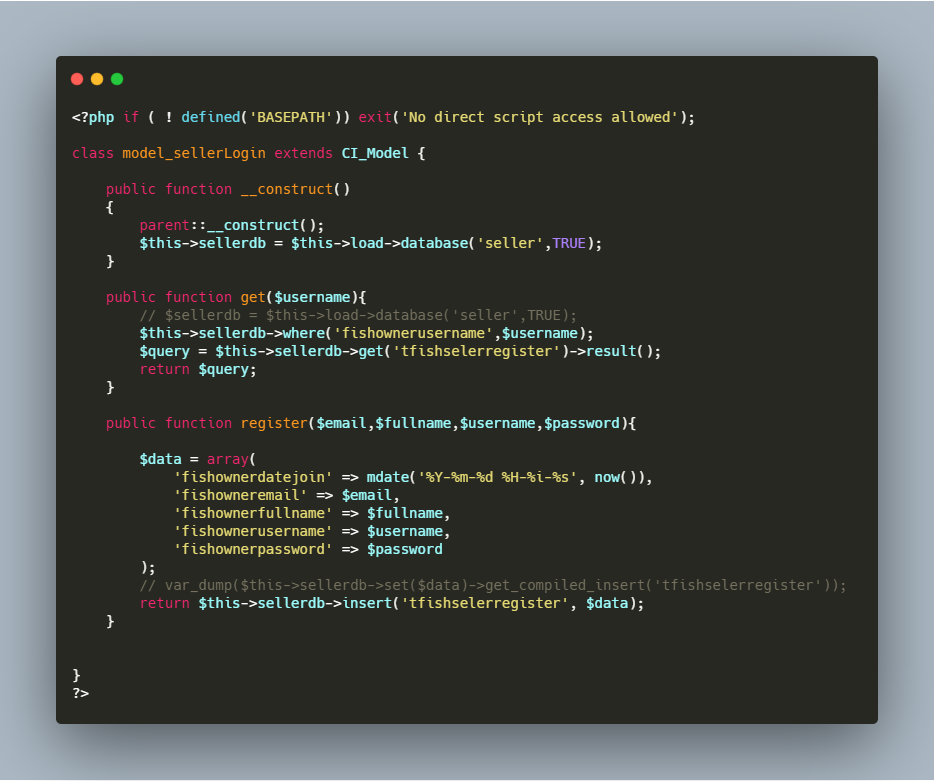 <?php if ( ! defined('BASEPATH')) exit('No direct script access allowed');
class model_sellerLogin extends CI_Model {
    public function __construct()
    {
        parent::__construct();
        $this->sellerdb = $this->load->database('seller',TRUE);
    }
    public function get($username){
        // $sellerdb = $this->load->database('seller',TRUE);
        $this->sellerdb->where('fishownerusername',$username);
        $query = $this->sellerdb->get('tfishselerregister')->result();
        return $query;
    }
    public function register($email,$fullname,$username,$password){
        $data = array(
            'fishownerdatejoin' => mdate('%Y-%m-%d %H-%i-%s', now()),
            'fishowneremail' => $email,
            'fishownerfullname' => $fullname,
            'fishownerusername' => $username,
            'fishownerpassword' => $password
        );
        // var_dump($this->sellerdb->set($data)->get_compiled_insert('tfishselerregister'));
        return $this->sellerdb->insert('tfishselerregister', $data);
    }
}
?>